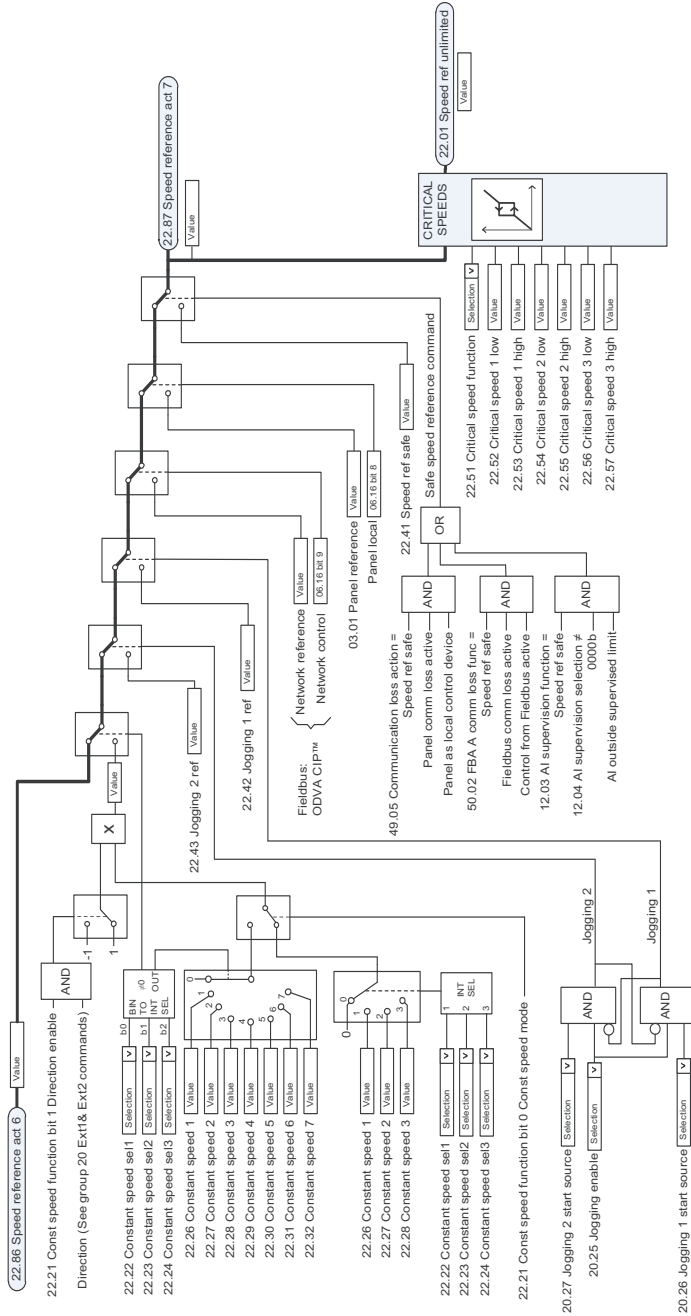 22.86 Speed reference act 6
Value
22.21 Const speed function bit 1 Direction enable
Direction (See group 20 Ext1& Ext2 commands)
AND
-1
1
X
Value
22.22 Constant speed sel1 Selection
22.23 Constant speed sel2 Selection
22.24 Constant speed sel3 Selection
b0
b1
b2
BIN
TO
INT
SEL
≠0
OUT
22.26 Constant speed 1 Value
22.27 Constant speed 2 Value
22.28 Constant speed 3 Value
22.29 Constant speed 4 Value
22.30 Constant speed 5 Value
22.31 Constant speed 6 Value
22.32 Constant speed 7 Value
0
1
2
3
4
5
6
7
22.26 Constant speed 1 Value
22.27 Constant speed 2 Value
22.28 Constant speed 3 Value
0
0
1
2
3
22.22 Constant speed sel1 Selection
22.23 Constant speed sel2 Selection
22.24 Constant speed sel3 Selection
1
2
3
INT
SEL
22.21 Const speed function bit 0 Const speed mode
20.27 Jogging 2 start source Selection
20.25 Jogging enable Selection
20.26 Jogging 1 start source Selection
AND
AND
Jogging 2
Jogging 1
22.43 Jogging 2 ref Value
22.42 Jogging 1 ref Value
Fieldbus:
ODVA CIP™
Network reference Value
Network control 06.16 bit 9
03.01 Panel reference Value
Panel local 06.16 bit 8
22.41 Speed ref safe Value
Safe speed reference command
49.05 Communication loss action =
Speed ref safe
Panel comm loss active
Panel as local control device
AND
50.02 FBA A comm loss func =
Speed ref safe
Fieldbus comm loss active
Control from Fieldbus active
AND
12.03 AI supervision function =
Speed ref safe
12.04 AI supervision selection ≠
0000b
AI outside supervised limit
AND
OR
22.87 Speed reference act 7
Value
22.51 Critical speed function Selection
22.52 Critical speed 1 low Value
22.53 Critical speed 1 high Value
22.54 Critical speed 2 low Value
22.55 Critical speed 2 high Value
22.56 Critical speed 3 low Value
22.57 Critical speed 3 high Value
CRITICAL
SPEEDS
22.01 Speed ref unlimited
Value